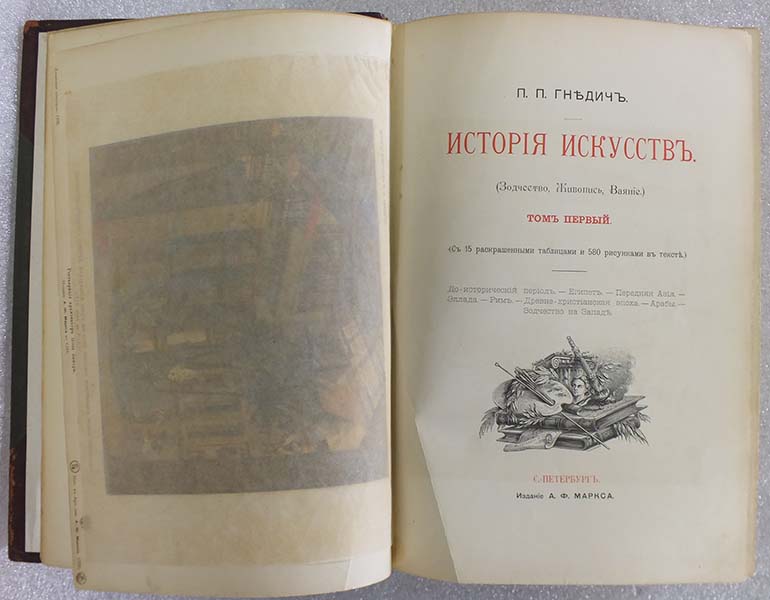 П. П. ГНѢДИЧЪ.
ИСТОРІЯ ИСКУССТВЪ.
(Зодчество, Живопись, Ваяніе.)
ТОМЪ ПЕРВЫЙ.
(Съ 15 раскрашенными таблицами и 580 рисунками въ текстѣ.)
До-историческій періодъ. — Египетъ. — Передняя Азія. —
Эллада. — Римъ. — Древне-христіанская эпоха. — Арабы. —
Зодчество на Западѣ.
С.-ПЕТЕРБУРГЪ.
Изданіе А. Ф. МАРКСА.